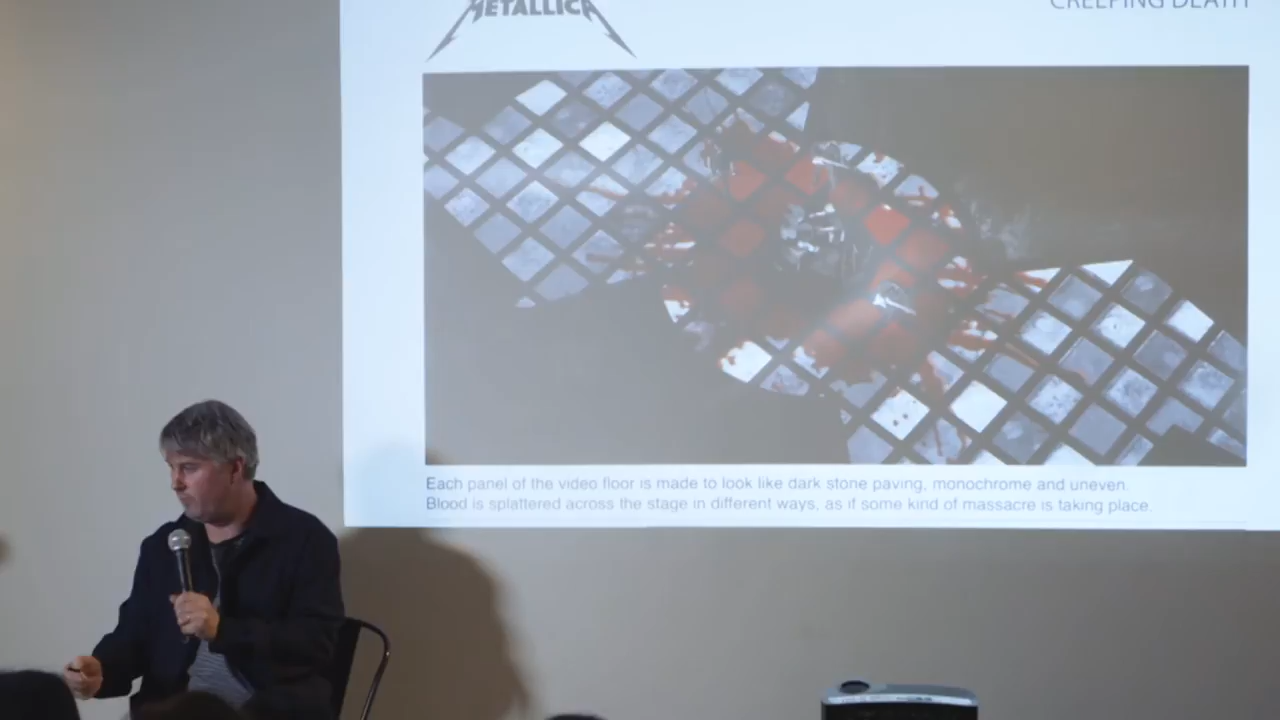 METALLICA
CREEPING DEATH
Each panel of the video floor is made to look like dark stone paving, monochrome and uneven.
Blood is splattered across the stage in different ways, as if some kind of massacre is taking place.